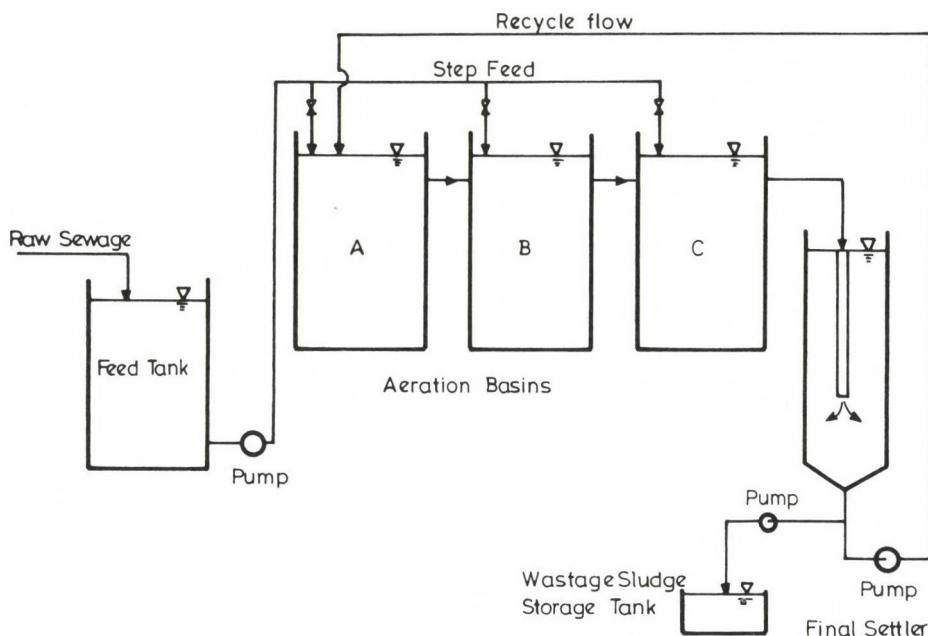 Recycle flow
Step Feed
A
B
C
Raw Sewage
Feed Tank
Aeration Basins
Pump
Pump
Wastage Sludge
Storage Tank
Pump
Final Settler